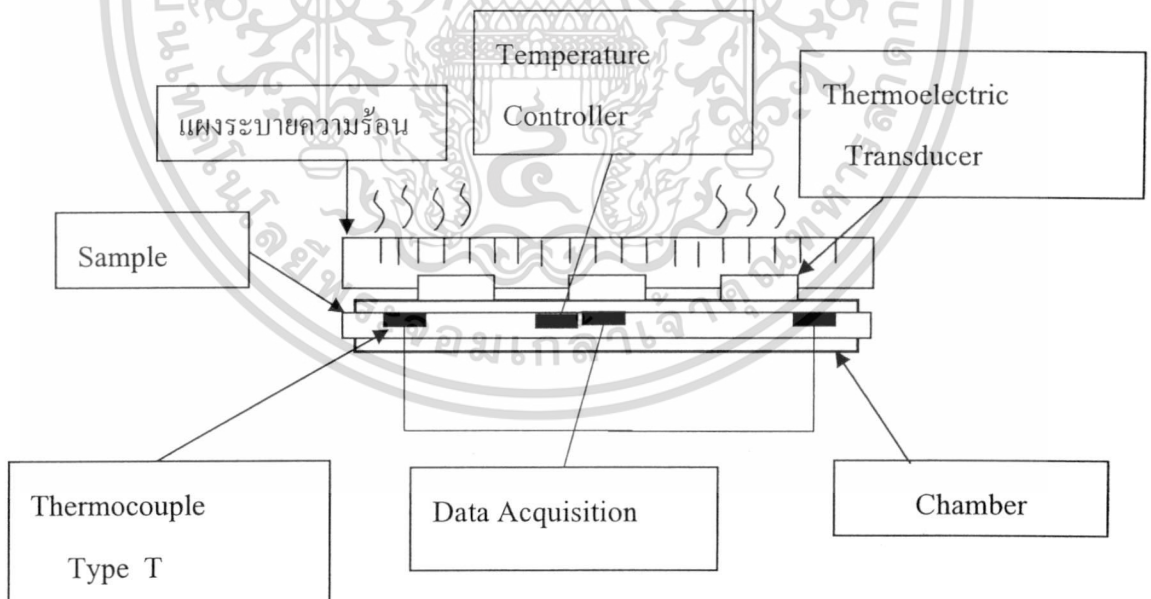 Temperature
Controller
Thermoelectric
Transducer
แผงระบายความร้อน
Sample
Thermocouple
Type T
Data Acquisition
Chamber